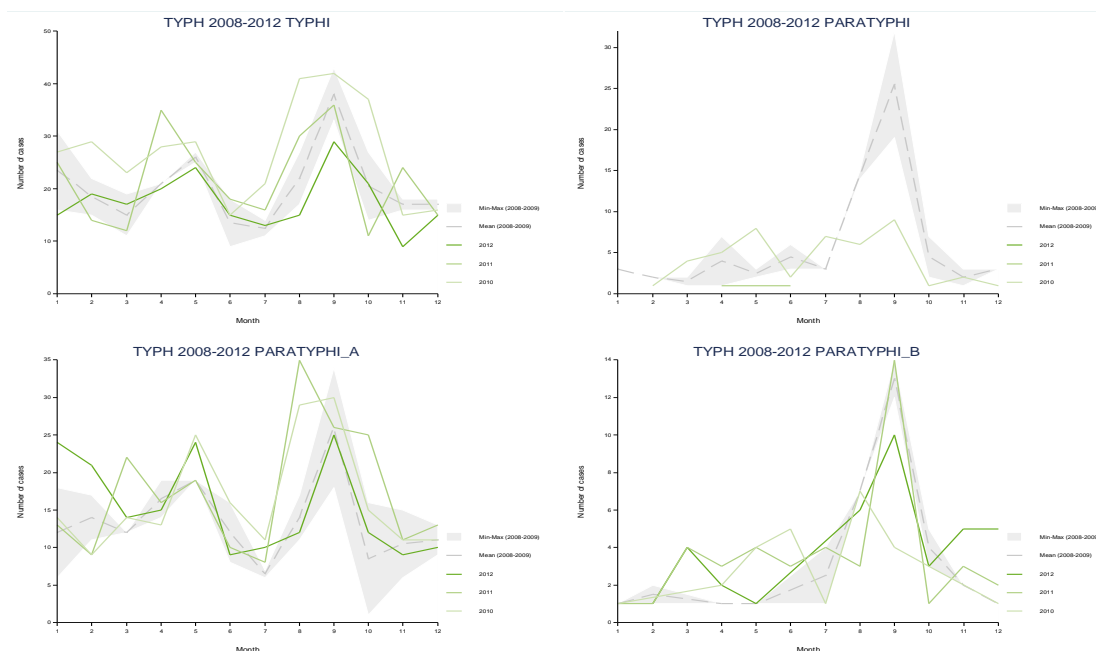 TYPH 2008-2012 TYPHI
50
40
30
20
10
0
Number of cases
1 2 3 4 5 6 7 8 9 10 11 12
Month
Min-Max (2008-2009)
Mean (2008-2009)
2012
2011
2010
TYPH 2008-2012 PARATYPHI
30
25
20
15
10
5
0
Number of cases
1 2 3 4 5 6 7 8 9 10 11 12
Month
Min-Max (2008-2009
Mean (2008-2009)
2012
2011
2010
TYPH 2008-2012 PARATYPHI_A
35
30
25
20
15
10
5
0
Number of cases
1 2 3 4 5 6 7 8 9 10 11 12
Month
Min-Max (2008-2009)
Mean (2008-2009)
2012
2011
2010
TYPH 2008-2012 PARATYPHI_B
14
12
10
8
6
4
2
Number of cases
1 2 3 4 5 6 7 8 9 10 11 12
Month
Min-Max (2008-2009)
Mean (2008-2009)
2012
2011
2010